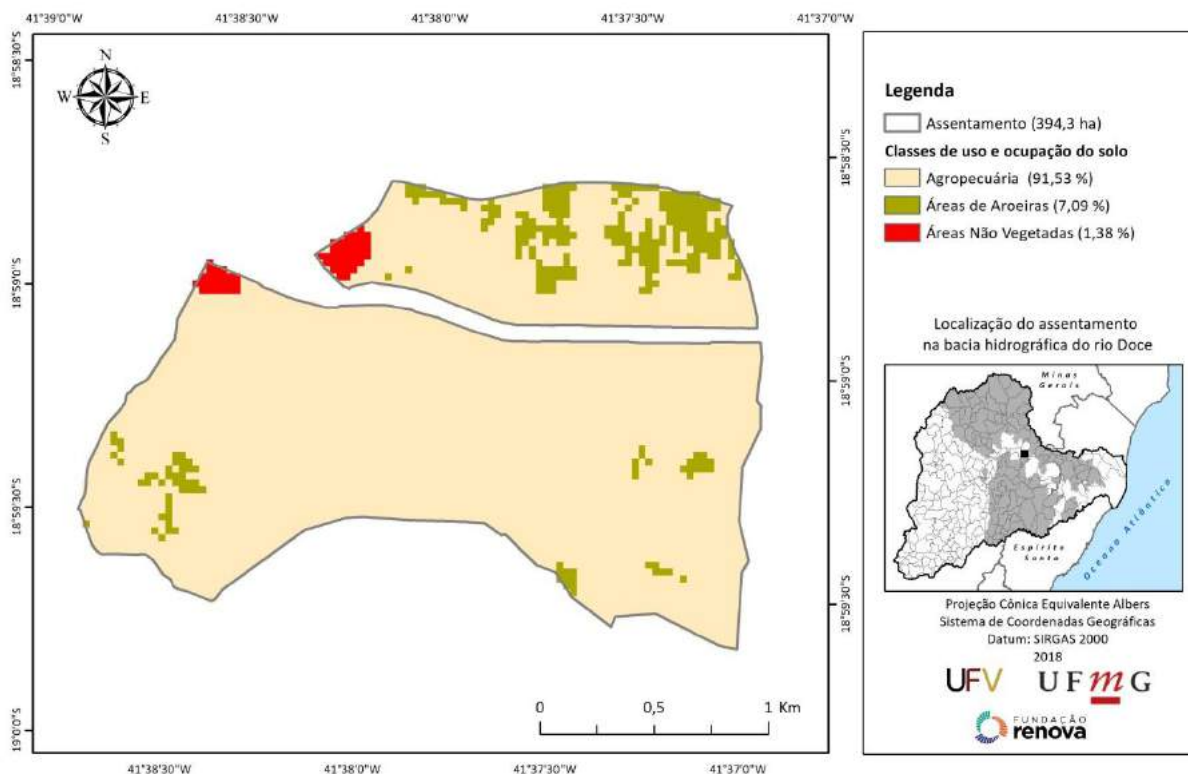 41°39'0"W 41°38'30"W 41°38'0"W 41°37'30"W 41°37'0"W
18°58'30"S
18°59'0"S
18°59'30"S
19°0'0"S
N
W E
S
18°58'30"S
18°59'0"S
18°59'30"S
0 0,5 1 Km
41°38'30"W 41°38'0"W 41°37'30"W 41°37'0"W
Legenda
Assentamento (394,3 ha)
Classes de uso e ocupação do solo
Agropecuária (91,53 %)
Áreas de Aroeiras (7,09 %)
Áreas Não Vegetadas (1,38 %)
Localização do assentamento
na bacia hidrográfica do rio Doce
Minas
Gerais
Espírito
Santo
Oceano Atlântico
Projeção Cônica Equivalente Albers
Sistema de Coordenadas Geográficas
Datum: SIRGAS 2000
2018
UFV UFmG
FUNDAÇÃO
renova